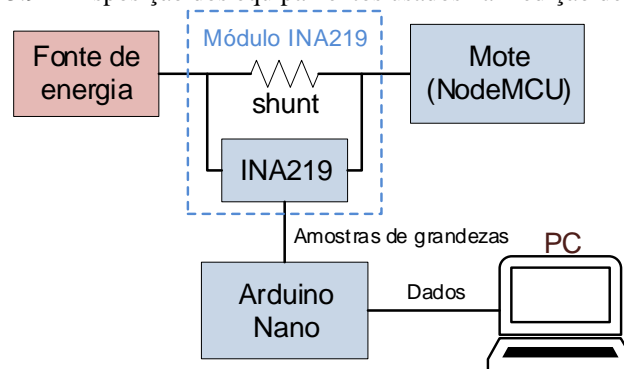 Módulo INA219
Fonte de
energia
shunt
Mote
(NodeMCU)
INA219
Amostras de grandezas
PC
Arduino
Nano
Dados